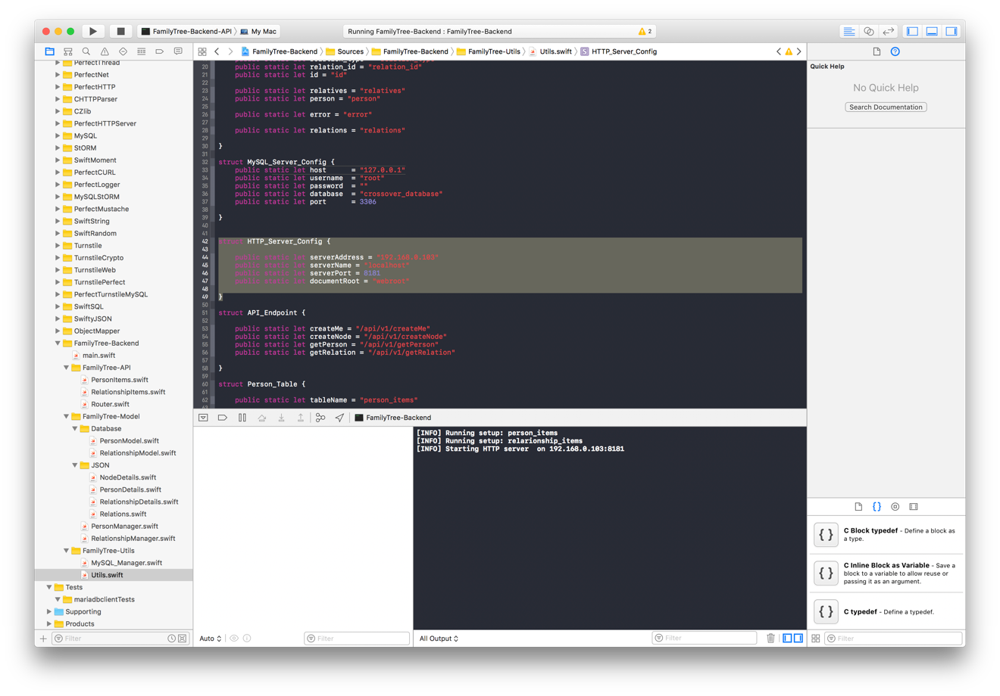 FamilyTree-Backend-API
My Mac
Running FamilyTree-Backend : FamilyTree-Backend
2
FamilyTree-Backend
Sources
FamilyTree-Backend
FamilyTree-Utils
Utils.swift
HTTP_Server_Config
PerfectThread
PerfectNet
PerfectHTTP
CHTTPParser
CZlib
PerfectHTTPServer
MySQL
StORM
SwiftMoment
PerfectCURL
PerfectLogger
MySQLStORM
PerfectMustache
SwiftString
SwiftRandom
Turnstile
TurnstileCrypto
TurnstileWeb
TurnstilePerfect
PerfectTurnstileMySQL
SwiftSQL
SwiftyJSON
ObjectMapper
FamilyTree-Backend
main.swift
FamilyTree-API
PersonItems.swift
RelationshipItems.swift
Router.swift
FamilyTree-Model
Database
PersonModel.swift
RelationshipModel.swift
JSON
NodeDetails.swift
PersonDetails.swift
RelationshipDetails.swift
Relations.swift
PersonManager.swift
RelationshipManager.swift
FamilyTree-Utils
MySQL_Manager.swift
Utils.swift
Tests
mariadbclientTests
Supporting
Products
Filter
20 public static let relation_id = "relation_id"
21 public static let id = "id"
22
23 public static let relatives = "relatives"
24 public static let person = "person"
25
26 public static let error = "error"
27
28 public static let relations = "relations"
29
30 }
31
32 struct MySQL_Server_Config {
33 public static let host = "127.0.0.1"
34 public static let username = "root"
35 public static let password = ""
36 public static let database = "crossover_database"
37 public static let port = 3306
38
39 }
40
41
42 struct HTTP_Server_Config {
43
44 public static let serverAddress = "192.168.0.103"
45 public static let serverName = "localhost"
46 public static let serverPort = 8181
47 public static let documentRoot = "webroot"
48
49 }
50
51 struct API_Endpoint {
52
53 public static let createMe = "/api/v1/createMe"
54 public static let createNode = "/api/v1/createNode"
55 public static let getPerson = "/api/v1/getPerson"
56 public static let getRelation = "/api/v1/getRelation"
57
58 }
59
60 struct Person_Table {
61
62 public static let tableName = "person_items"
FamilyTree-Backend
[INFO] Running setup: person_items
[INFO] Running setup: relarionship_items
[INFO] Starting HTTP server on 192.168.0.103:8181
Auto
Filter
All Output
Filter
Quick Help
No Quick Help
Search Documentation
{ } C Block typedef - Define a block as
a type.
{ } C Inline Block as Variable - Save a
block to a variable to allow reuse or
passing it as an argument.
{ } C typedef - Define a typedef.
Filter